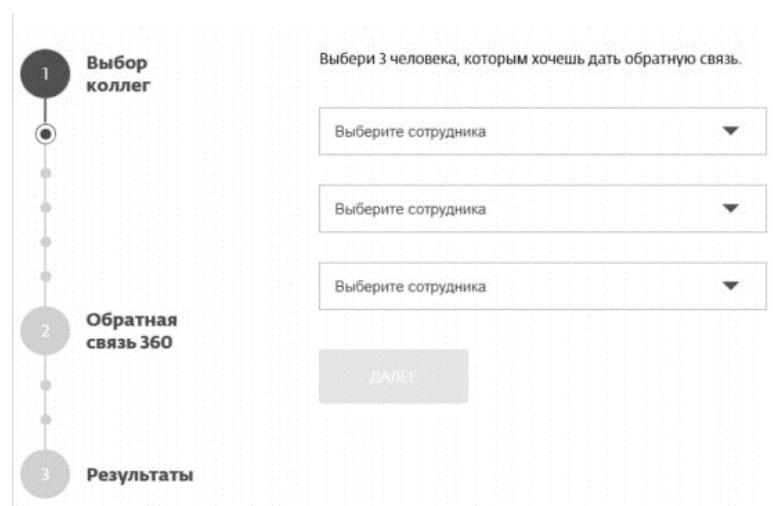 1
Выбор
коллег
Выбери 3 человека, которым хочешь дать обратную связь.
Выберите сотрудника
Выберите сотрудника
Выберите сотрудника
2
Обратная
связь 360
ДАЛЕЕ
3
Результаты